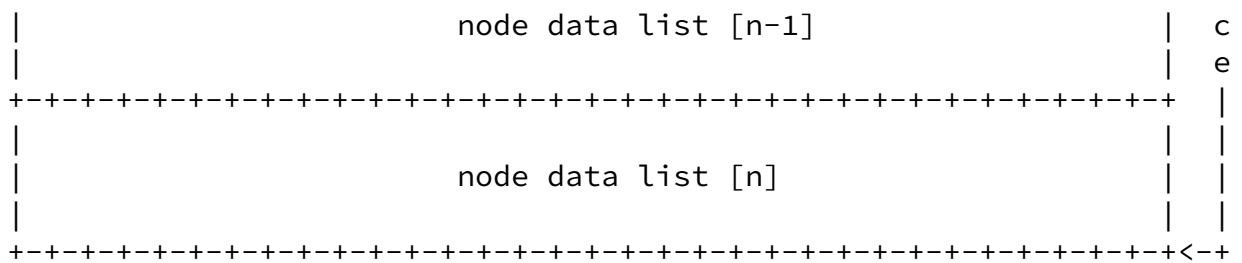 |                        node data list [n-1]                   |  c
|                                                               |  e
+-+-+-+-+-+-+-+-+-+-+-+-+-+-+-+-+-+-+-+-+-+-+-+-+-+-+-+-+-+-+-+-+  |
|                                                               |  |
|                        node data list [n]                     |  |
|                                                               |  |
+-+-+-+-+-+-+-+-+-+-+-+-+-+-+-+-+-+-+-+-+-+-+-+-+-+-+-+-+-+-+-+-+<-+